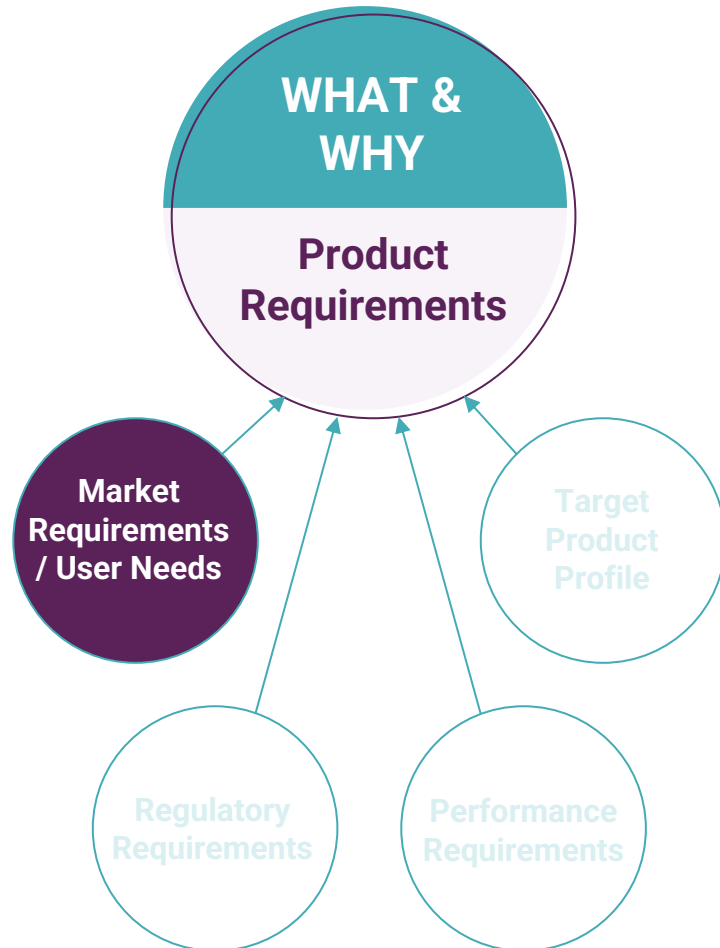 WHAT &
WHY
Product
Requirements
Market
Requirements
/ User Needs
Target
Product
Profile
Regulatory
Requirements
Performance
Requirements